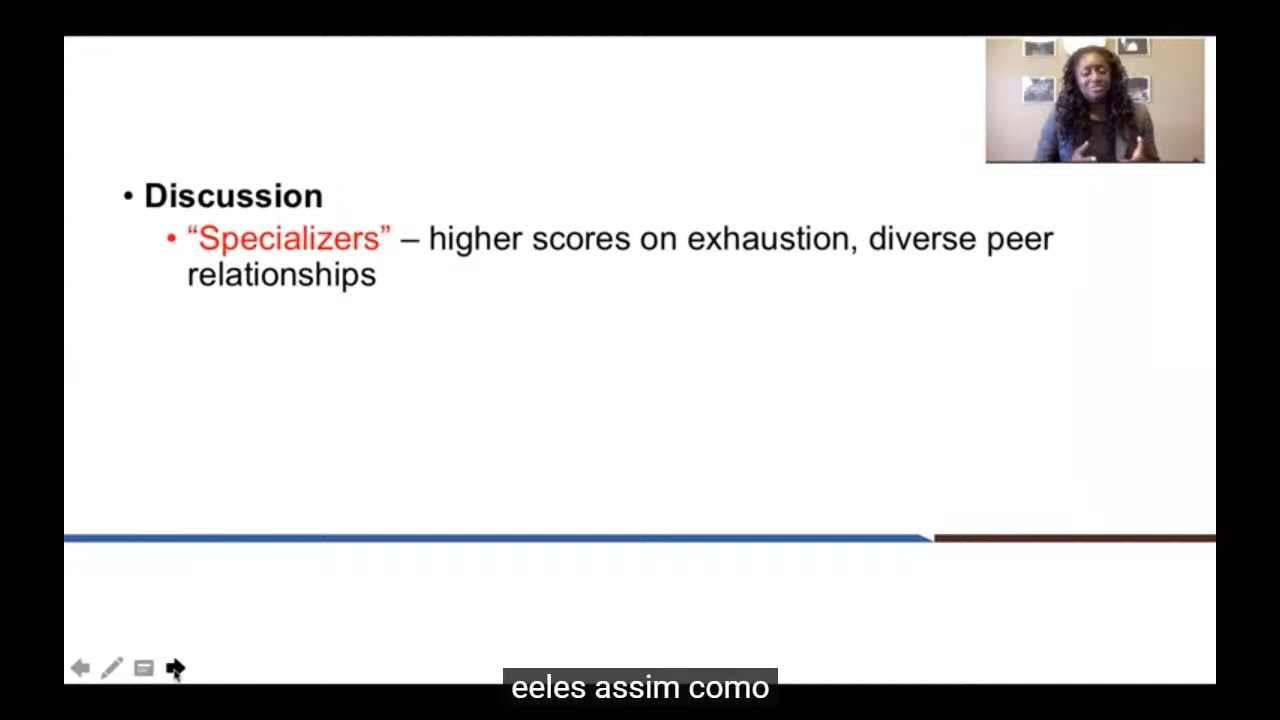 • Discussion
• “Specializers” – higher scores on exhaustion, diverse peer
relationships
eeles assim como